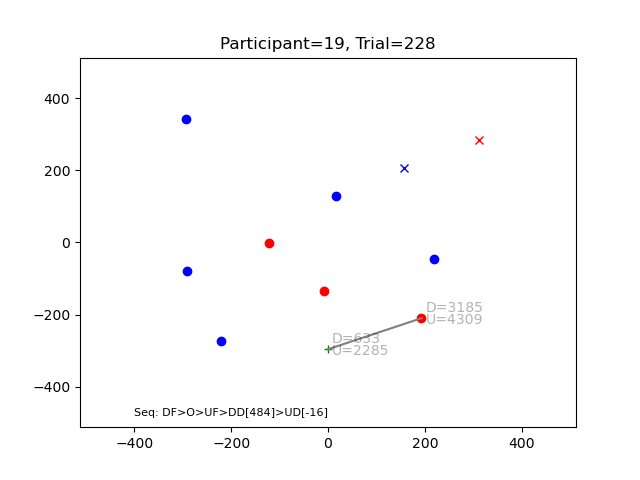 Participant=19, Trial=228
400
200
0
−200
−400
D=3185
U=4309
D=633
U=2285
Seq: DF>O>UF>DD[484]>UD[-16]
−400
−200
0
200
400